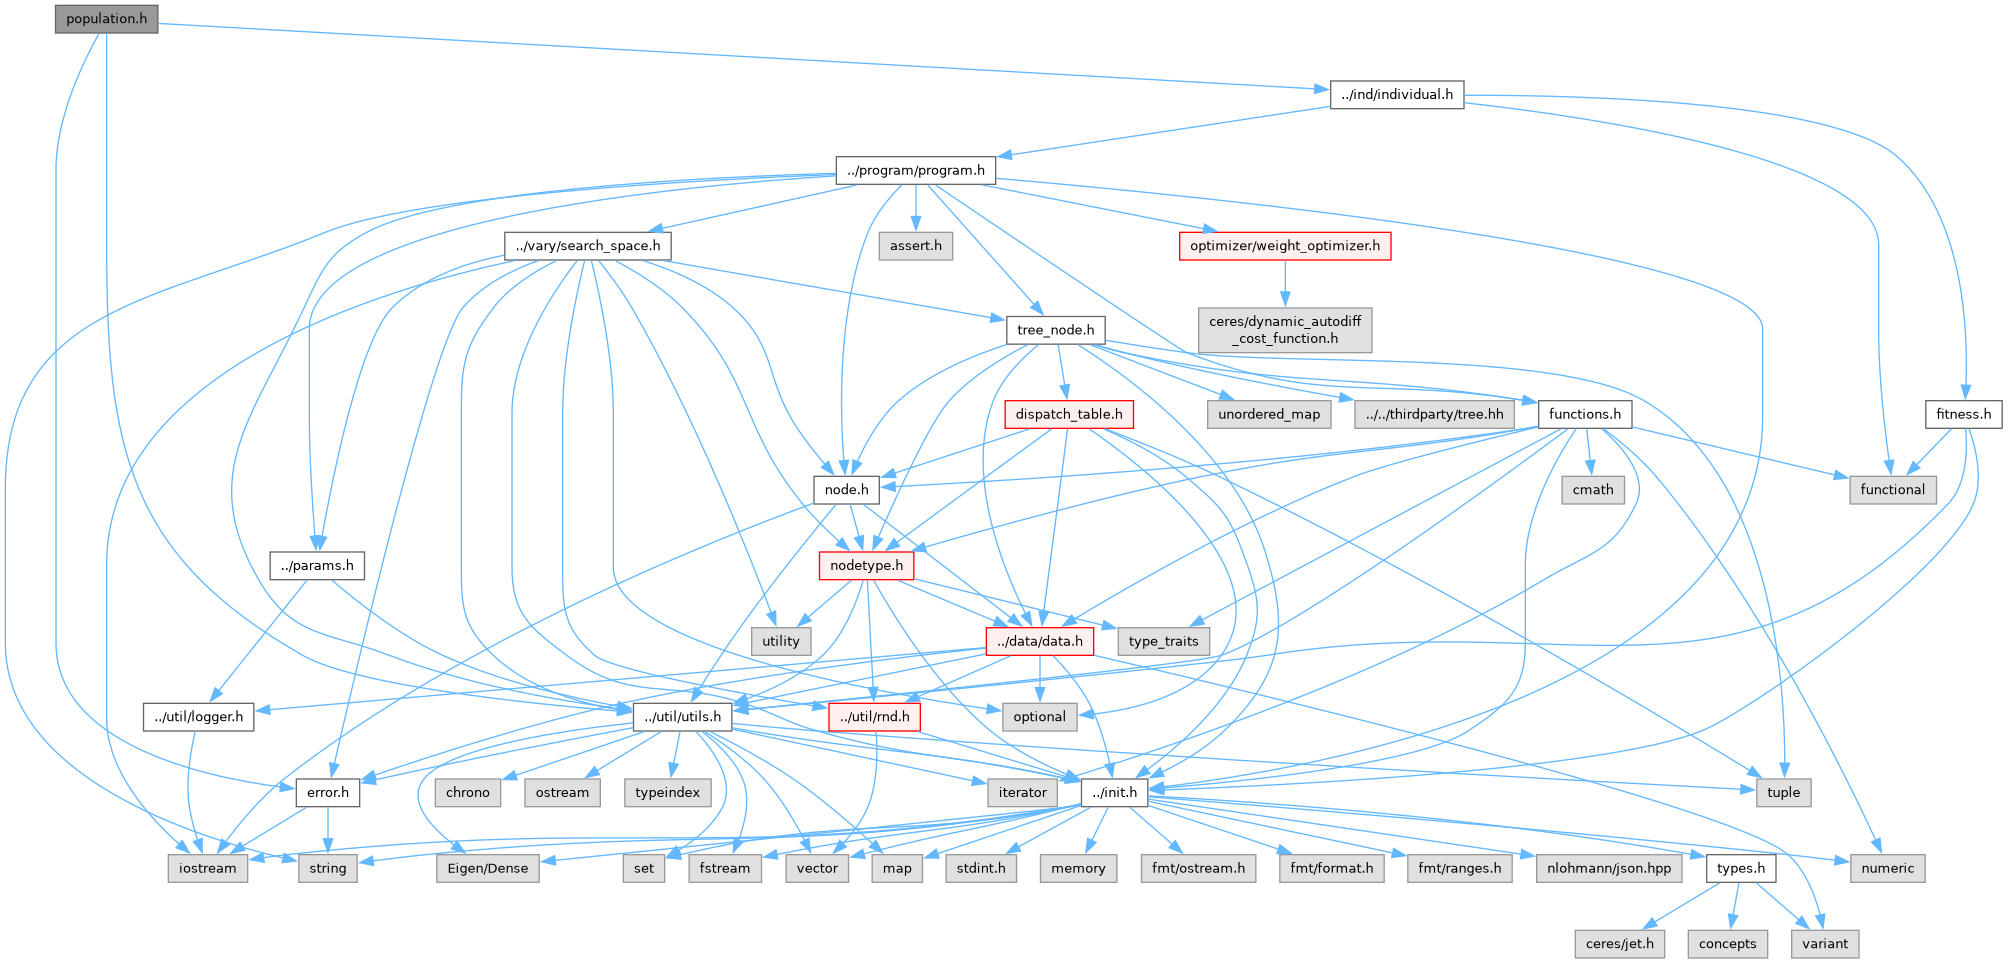 population.h
../ind/individual.h
../program/program.h
../vary/search_space.h
assert.h
optimizer/weight_optimizer.h
tree_node.h
ceres/dynamic_autodiff
_cost_function.h
dispatch_table.h
unordered_map
../../thirdparty/tree.hh
functions.h
fitness.h
node.h
cmath
functional
../params.h
nodetype.h
utility
../data/data.h
type_traits
../util/logger.h
../util/utils.h
../util/rnd.h
optional
error.h
chrono
ostream
typeindex
iterator
../init.h
tuple
iostream
string
Eigen/Dense
set
fstream
vector
map
stdint.h
memory
fmt/ostream.h
fmt/format.h
fmt/ranges.h
nlohmann/json.hpp
types.h
numeric
ceres/jet.h
concepts
variant